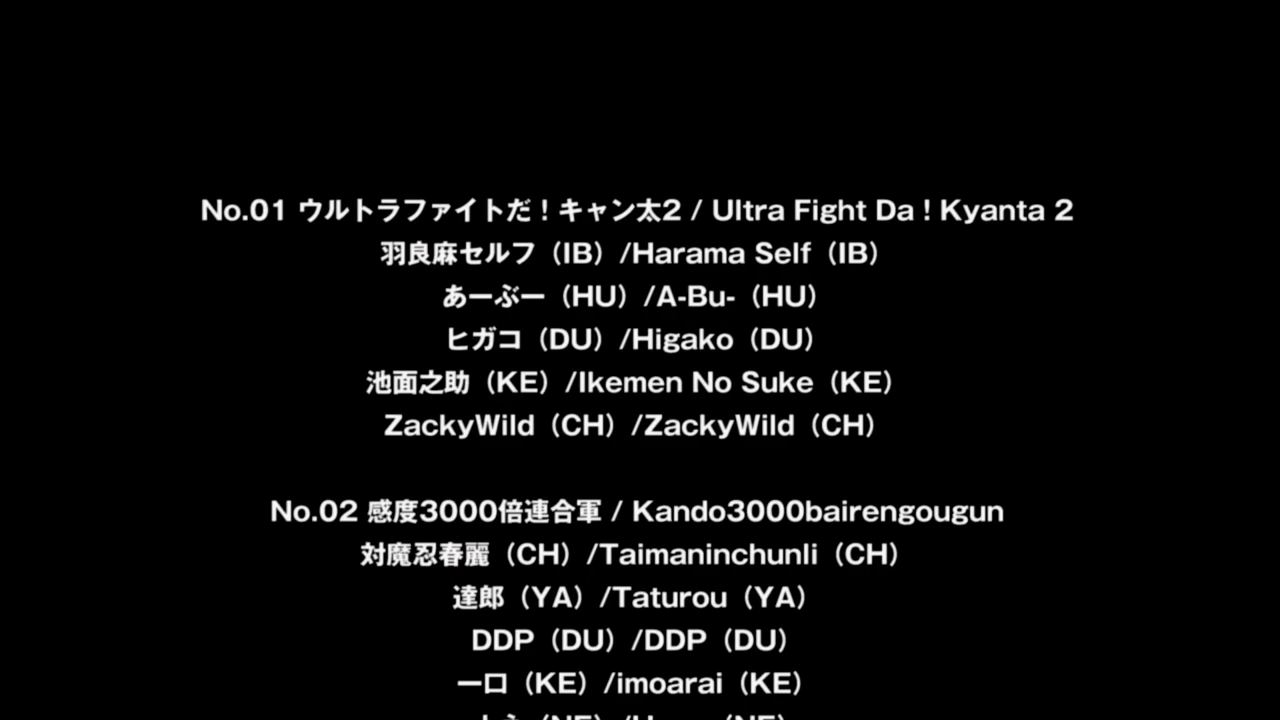 No.01 ウルトラファイトだ！キャン太2 / Ultra Fight Da ! Kyanta 2
羽良麻セルフ（IB）/Harama Self（IB）
あーぶー（HU）/A-Bu-（HU）
ヒガコ（DU）/Higako（DU）
池面之助（KE）/Ikemen No Suke（KE）
ZackyWild（CH）/ZackyWild（CH）
No.02 感度3000倍連合軍 / Kando3000bairengougun
対魔忍春麗（CH）/Taimaninchunli（CH）
達郎（YA）/Taturou（YA）
DDP（DU）/DDP（DU）
一口（KE）/imoarai（KE）